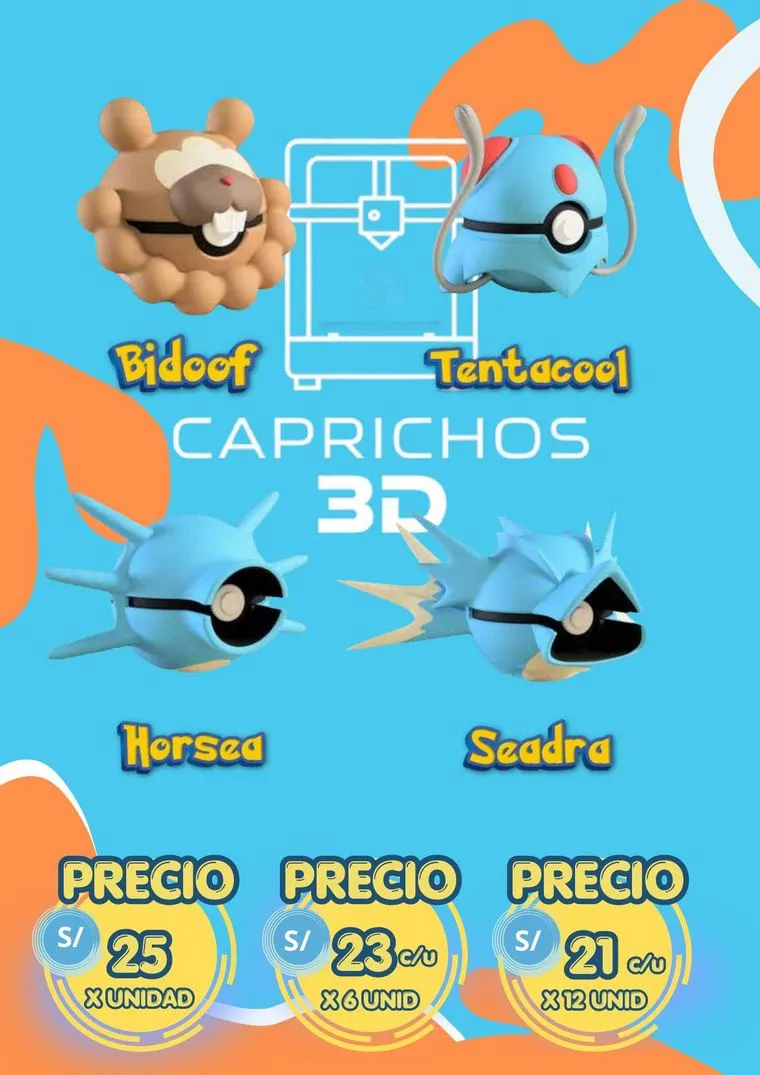 Bidoof
Tentacool
CAPRICHOS
3D
Horsea
Seadra
PRECIO
S/ 25
X UNIDAD
PRECIO
S/ 23 c/u
X 6 UNID
PRECIO
S/ 21 c/u
X 12 UNID